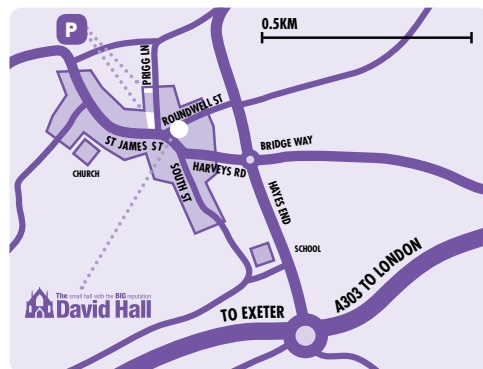 P
0.5KM
PRIGG LN
ROUNDWELL ST
ST JAMES ST
BRIDGE WAY
HARVEYS RD
CHURCH
SOUTH ST
HAYES END
SCHOOL
A303 TO LONDON
TO EXETER
The small hall with the BIG reputation
David Hall